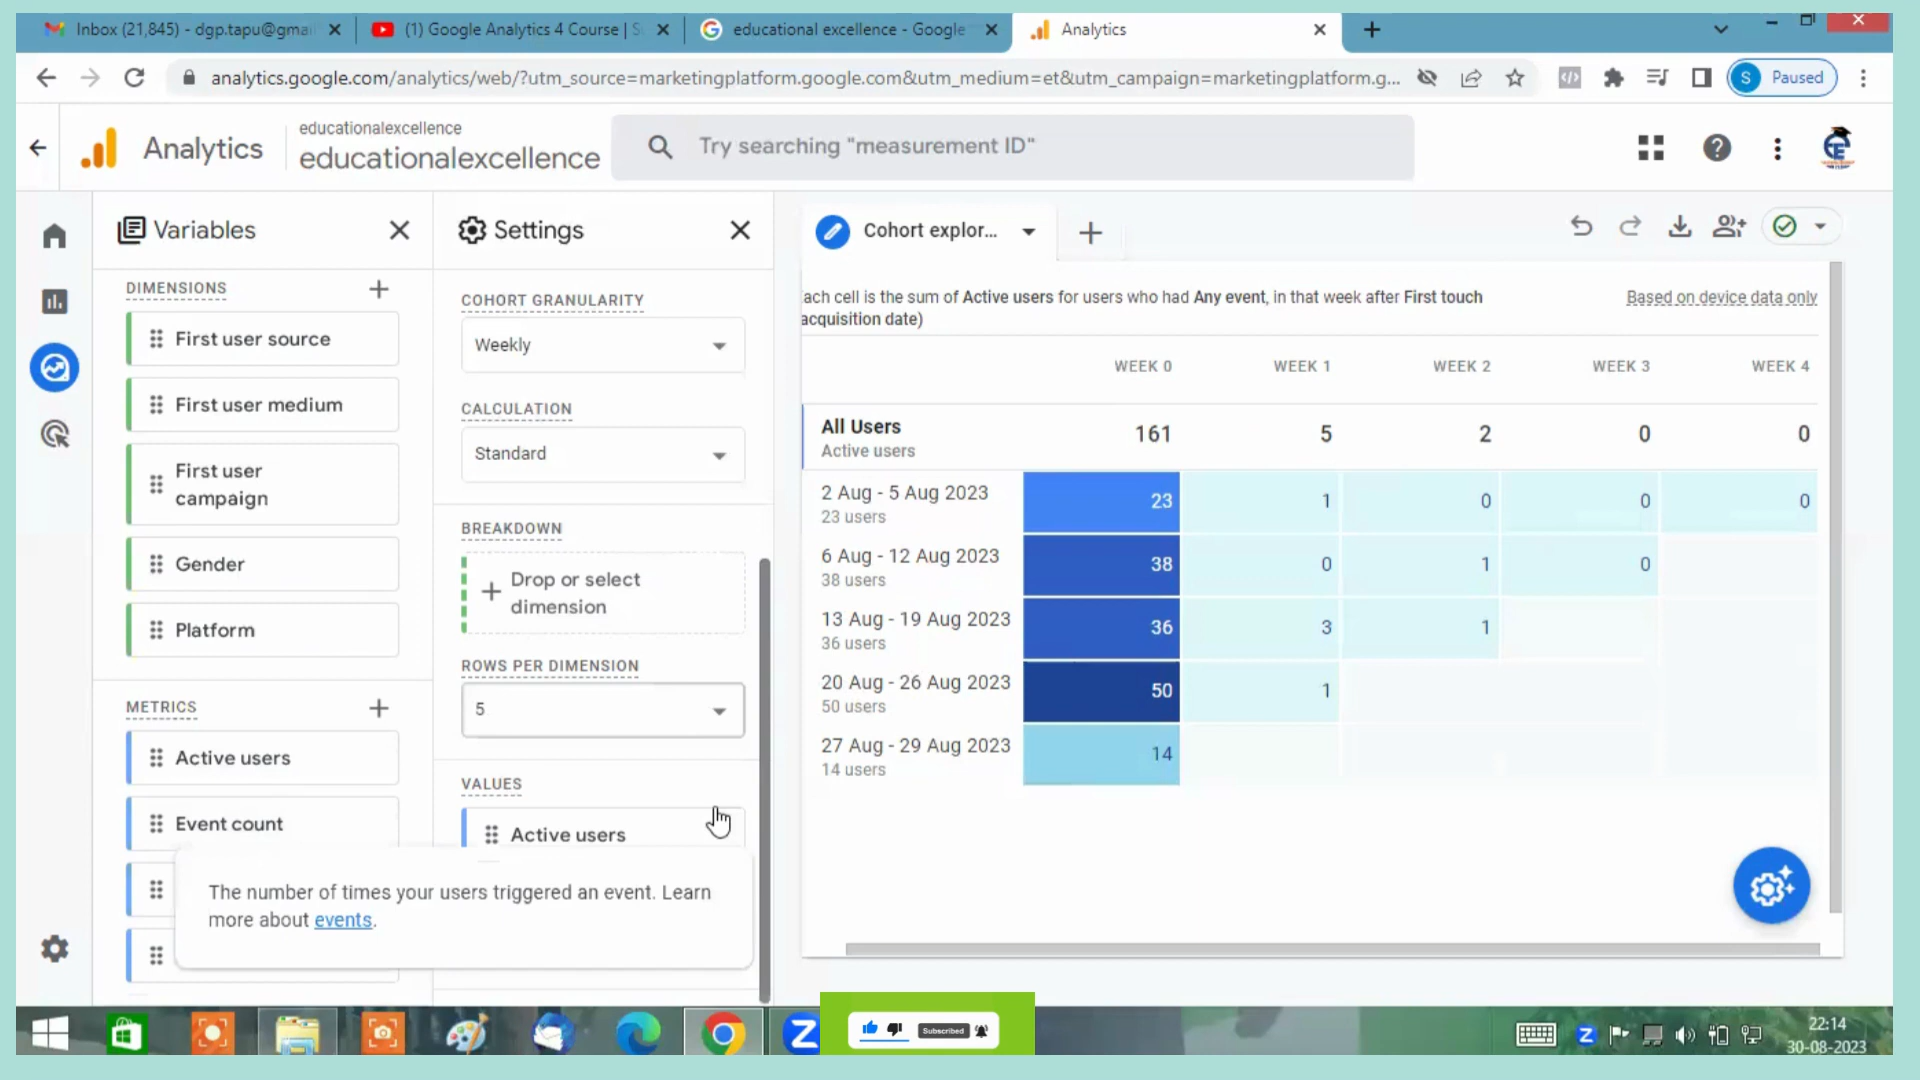 Inbox (21,845) - dgp.tapu@gmai
(1) Google Analytics 4 Course | S
educational excellence - Google
Analytics
analytics.google.com/analytics/web/?utm_source=marketingplatform.google.com&utm_medium=et&utm_campaign=marketingplatform.g...
S Paused
Analytics
educationalexcellence
educationalexcellence
Try searching "measurement ID"
Variables
Settings
Cohort explor...
DIMENSIONS
First user source
First user medium
First user
campaign
Gender
Platform
METRICS
Active users
Event count
COHORT GRANULARITY
Weekly
CALCULATION
Standard
BREAKDOWN
Drop or select
dimension
ROWS PER DIMENSION
5
VALUES
Active users
The number of times your users triggered an event. Learn
more about events.
ach cell is the sum of Active users for users who had Any event, in that week after First touch
acquisition date)
Based on device data only
WEEK 0 WEEK 1 WEEK 2 WEEK 3 WEEK 4
All Users 161 5 2 0 0
Active users
2 Aug - 5 Aug 2023 23 1 0 0 0
23 users
6 Aug - 12 Aug 2023 38 0 1 0
38 users
13 Aug - 19 Aug 2023 36 3 1
36 users
20 Aug - 26 Aug 2023 50 1
50 users
27 Aug - 29 Aug 2023 14
14 users
Subscribed
22:14
30-08-2023